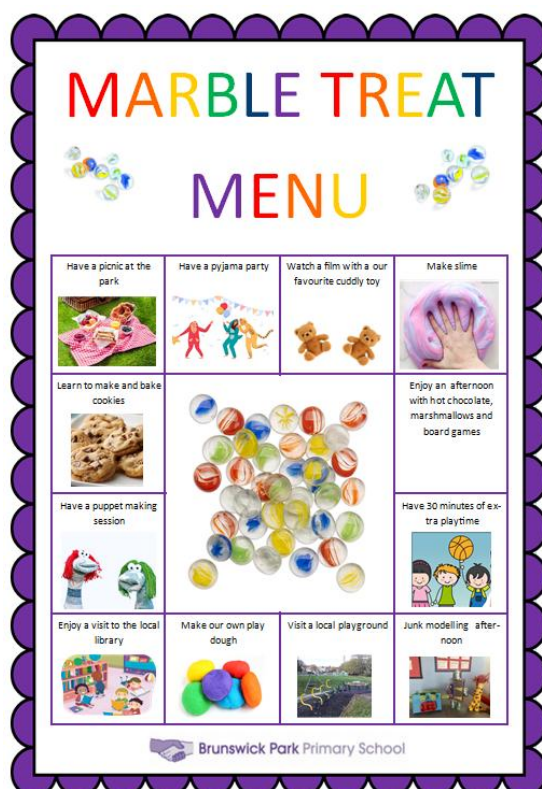 MARBLE TREAT
MENU
Have a picnic at the
park
Have a pyjama party
Watch a film with a our
favourite cuddly toy
Make slime
Learn to make and bake
cookies
Enjoy an afternoon
with hot chocolate,
marshmallows and
board games
Have a puppet making
session
Have 30 minutes of ex-
tra playtime
Enjoy a visit to the local
library
Make our own play
dough
Visit a local playground
Junk modelling after-
noon
Brunswick Park Primary School